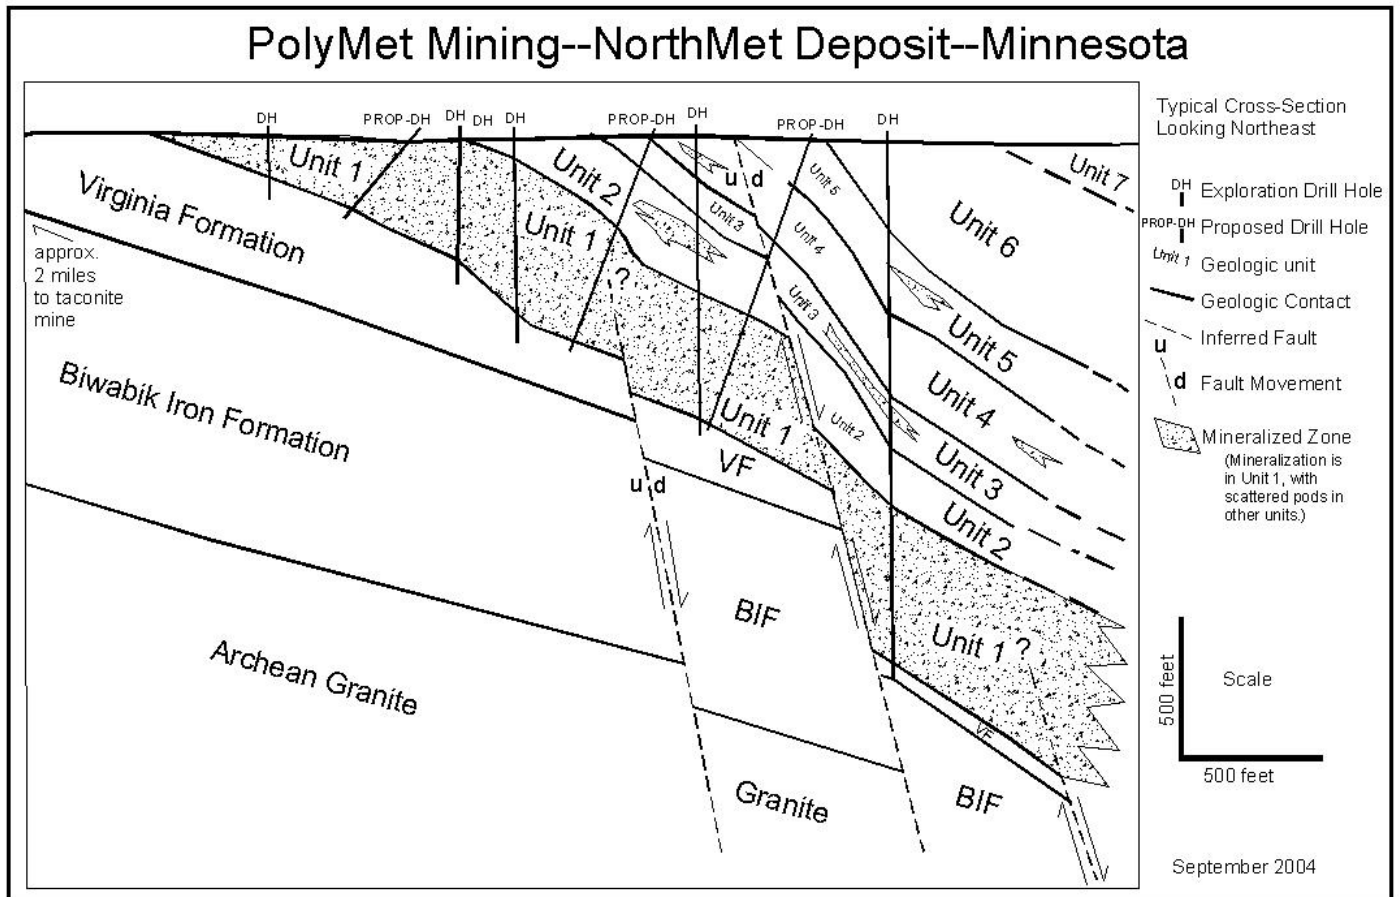 PolyMet Mining--NorthMet Deposit--Minnesota
DH
PROP-DH
DH
DH
DH
PROP-DH
DH
PROP-DH
DH
Typical Cross-Section
Looking Northeast
DH
Exploration Drill Hole
PROP-DH
Proposed Drill Hole
Unit 1
Geologic unit
Geologic Contact
Inferred Fault
u
d
Fault Movement
Mineralized Zone
(Mineralization is
in Unit 1, with
scattered pods in
other units.)
500 feet
Scale
500 feet
September 2004
Unit 1
Unit 2
u
d
Unit 5
Unit 7
Virginia Formation
Unit 1
Unit 3
Unit 4
Unit 6
approx.
2 miles
to taconite
mine
?
Unit 3
Unit 5
Biwabik Iron Formation
Unit 1
Unit 2
Unit 4
VF
Unit 3
u
d
Unit 2
BIF
Unit 1
?
Archean Granite
VF
Granite
BIF